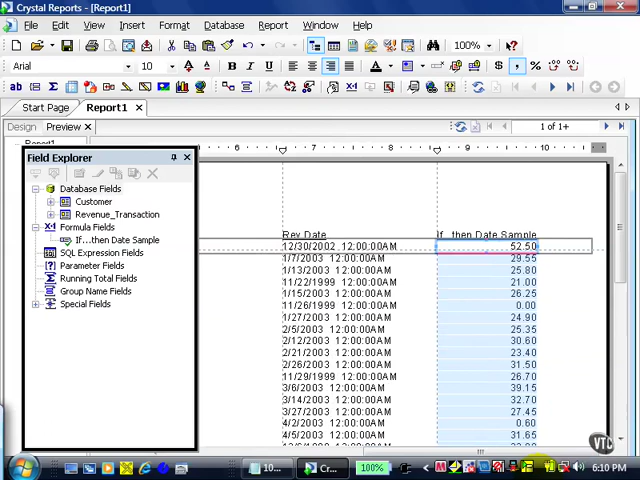 Crystal Reports - [Report1]
File Edit View Insert Format Database Report Window Help
100%
Arial 10 B I U A $ , %
ab
Start Page Report1
Design Preview 1 of 1+
Report1
6 7 8 9 10
Field Explorer
Database Fields
Customer
Revenue_Transaction
Formula Fields
If...then Date Sample
SQL Expression Fields
Parameter Fields
Running Total Fields
Group Name Fields
Special Fields
Rev Date If...then Date Sample
12/30/2002 12:00:00AM 52.50
1/7/2003 12:00:00AM 29.55
1/13/2003 12:00:00AM 25.80
11/22/1999 12:00:00AM 21.00
1/15/2003 12:00:00AM 26.25
11/26/1999 12:00:00AM 0.00
1/27/2003 12:00:00AM 24.90
2/5/2003 12:00:00AM 25.35
2/12/2003 12:00:00AM 30.60
2/21/2003 12:00:00AM 23.40
2/26/2003 12:00:00AM 31.50
11/29/1999 12:00:00AM 26.70
3/6/2003 12:00:00AM 39.15
3/14/2003 12:00:00AM 32.70
3/27/2003 12:00:00AM 27.45
4/2/2003 12:00:00AM 0.60
4/5/2003 12:00:00AM 31.65
VTC
10... Cr... 100% 6:10 PM